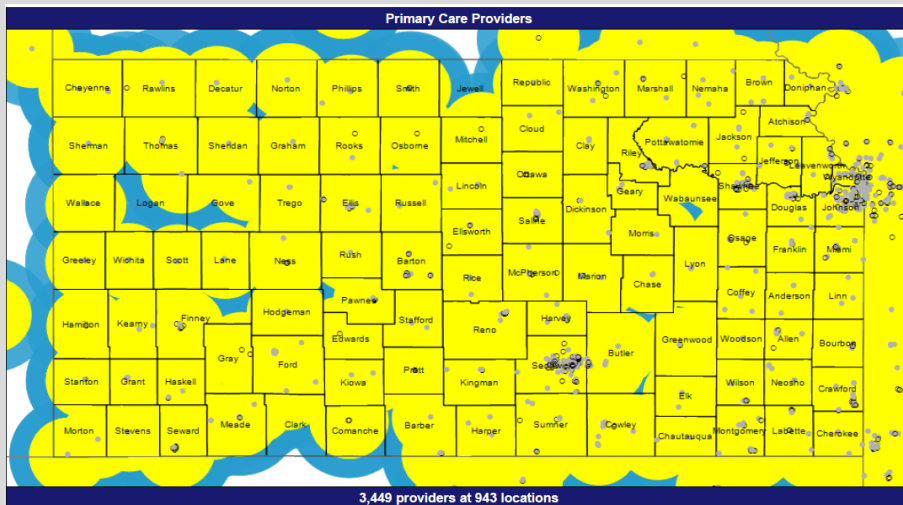 Primary Care Providers
Cheyenne Rawlins Decatur Norton Phillips Smith Jewell Republic Washington Marshall Nemaha Brown Doniphan
Sherman Thomas Sheridan Graham Rooks Osborne Mitchell Cloud Clay Riley Pottawatomie Jackson Atchison
Jefferson Leavenworth Wyandotte
Wallace Logan Gove Trego Ellis Russell Lincoln Ottawa Dickinson Geary Wabaunsee Shawnee Douglas Johnson
Ellsworth Saline Morris
Greeley Wichita Scott Lane Ness Rush Barton Rice McPherson Marion Chase Lyon Osage Franklin Miami
Hamilton Kearny Finney Hodgeman Pawnee Stafford Reno Harvey Coffey Anderson Linn
Gray Ford Edwards Kiowa Pratt Kingman Sedgwick Butler Greenwood Woodson Allen Bourbon
Stanton Grant Haskell Elk Wilson Neosho Crawford
Morton Stevens Seward Meade Clark Comanche Barber Harper Sumner Cowley Chautauqua Montgomery Labette Cherokee
3,449 providers at 943 locations